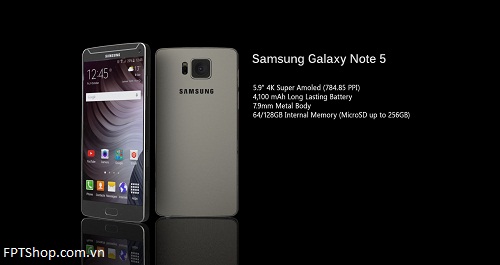 SAMSUNG
12:45
SAMSUNG
Samsung Galaxy Note 5
5.9" 4K Super Amoled (784.85 PPI)
4,100 mAh Long Lasting Battery
7.9mm Metal Body
64/128GB Internal Memory (MicroSD up to 256GB)
FPTShop.com.vn